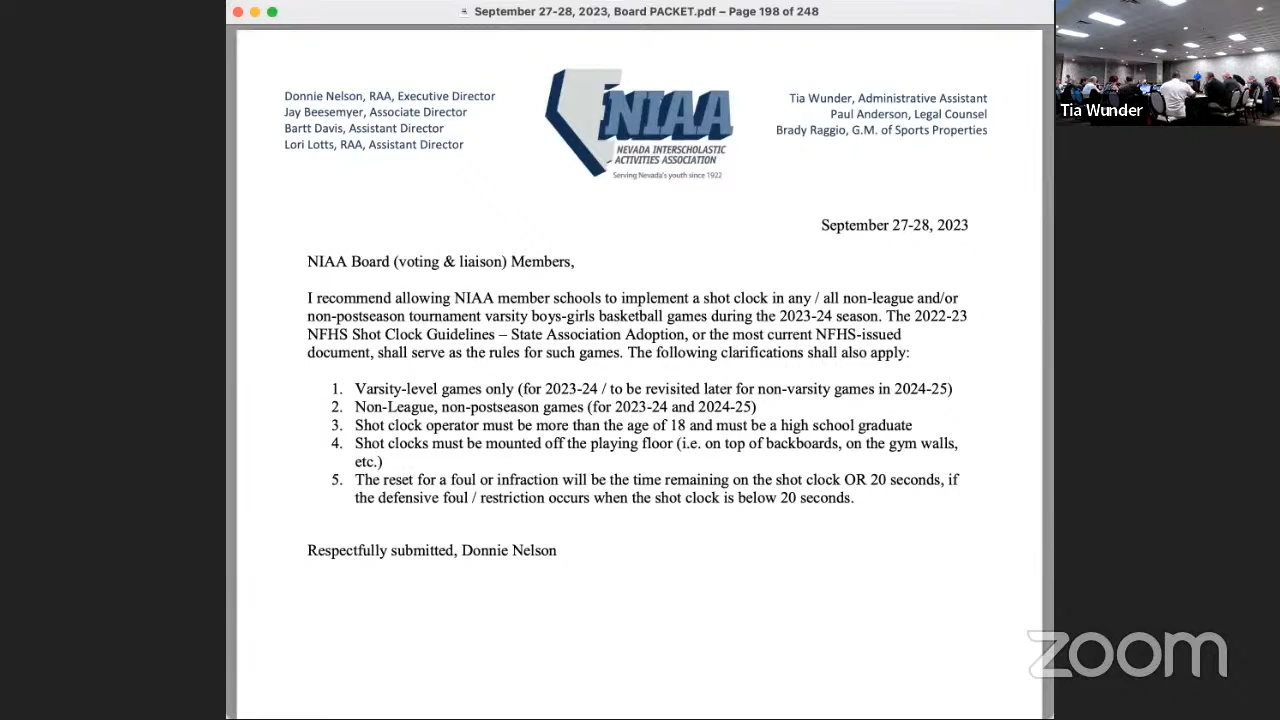 September 27-28, 2023, Board PACKET.pdf – Page 198 of 248
Tia Wunder
Donnie Nelson, RAA, Executive Director
Jay Beesemyer, Associate Director
Bartt Davis, Assistant Director
Lori Lotts, RAA, Assistant Director
NIAA
NEVADA INTERSCHOLASTIC
ACTIVITIES ASSOCIATION
Serving Nevada's youth since 1922
Tia Wunder, Administrative Assistant
Paul Anderson, Legal Counsel
Brady Raggio, G.M. of Sports Properties
September 27-28, 2023
NIAA Board (voting & liaison) Members,
I recommend allowing NIAA member schools to implement a shot clock in any / all non-league and/or
non-postseason tournament varsity boys-girls basketball games during the 2023-24 season. The 2022-23
NFHS Shot Clock Guidelines – State Association Adoption, or the most current NFHS-issued
document, shall serve as the rules for such games. The following clarifications shall also apply:
1. Varsity-level games only (for 2023-24 / to be revisited later for non-varsity games in 2024-25)
2. Non-League, non-postseason games (for 2023-24 and 2024-25)
3. Shot clock operator must be more than the age of 18 and must be a high school graduate
4. Shot clocks must be mounted off the playing floor (i.e. on top of backboards, on the gym walls,
etc.)
5. The reset for a foul or infraction will be the time remaining on the shot clock OR 20 seconds, if
the defensive foul / restriction occurs when the shot clock is below 20 seconds.
Respectfully submitted, Donnie Nelson
zoom